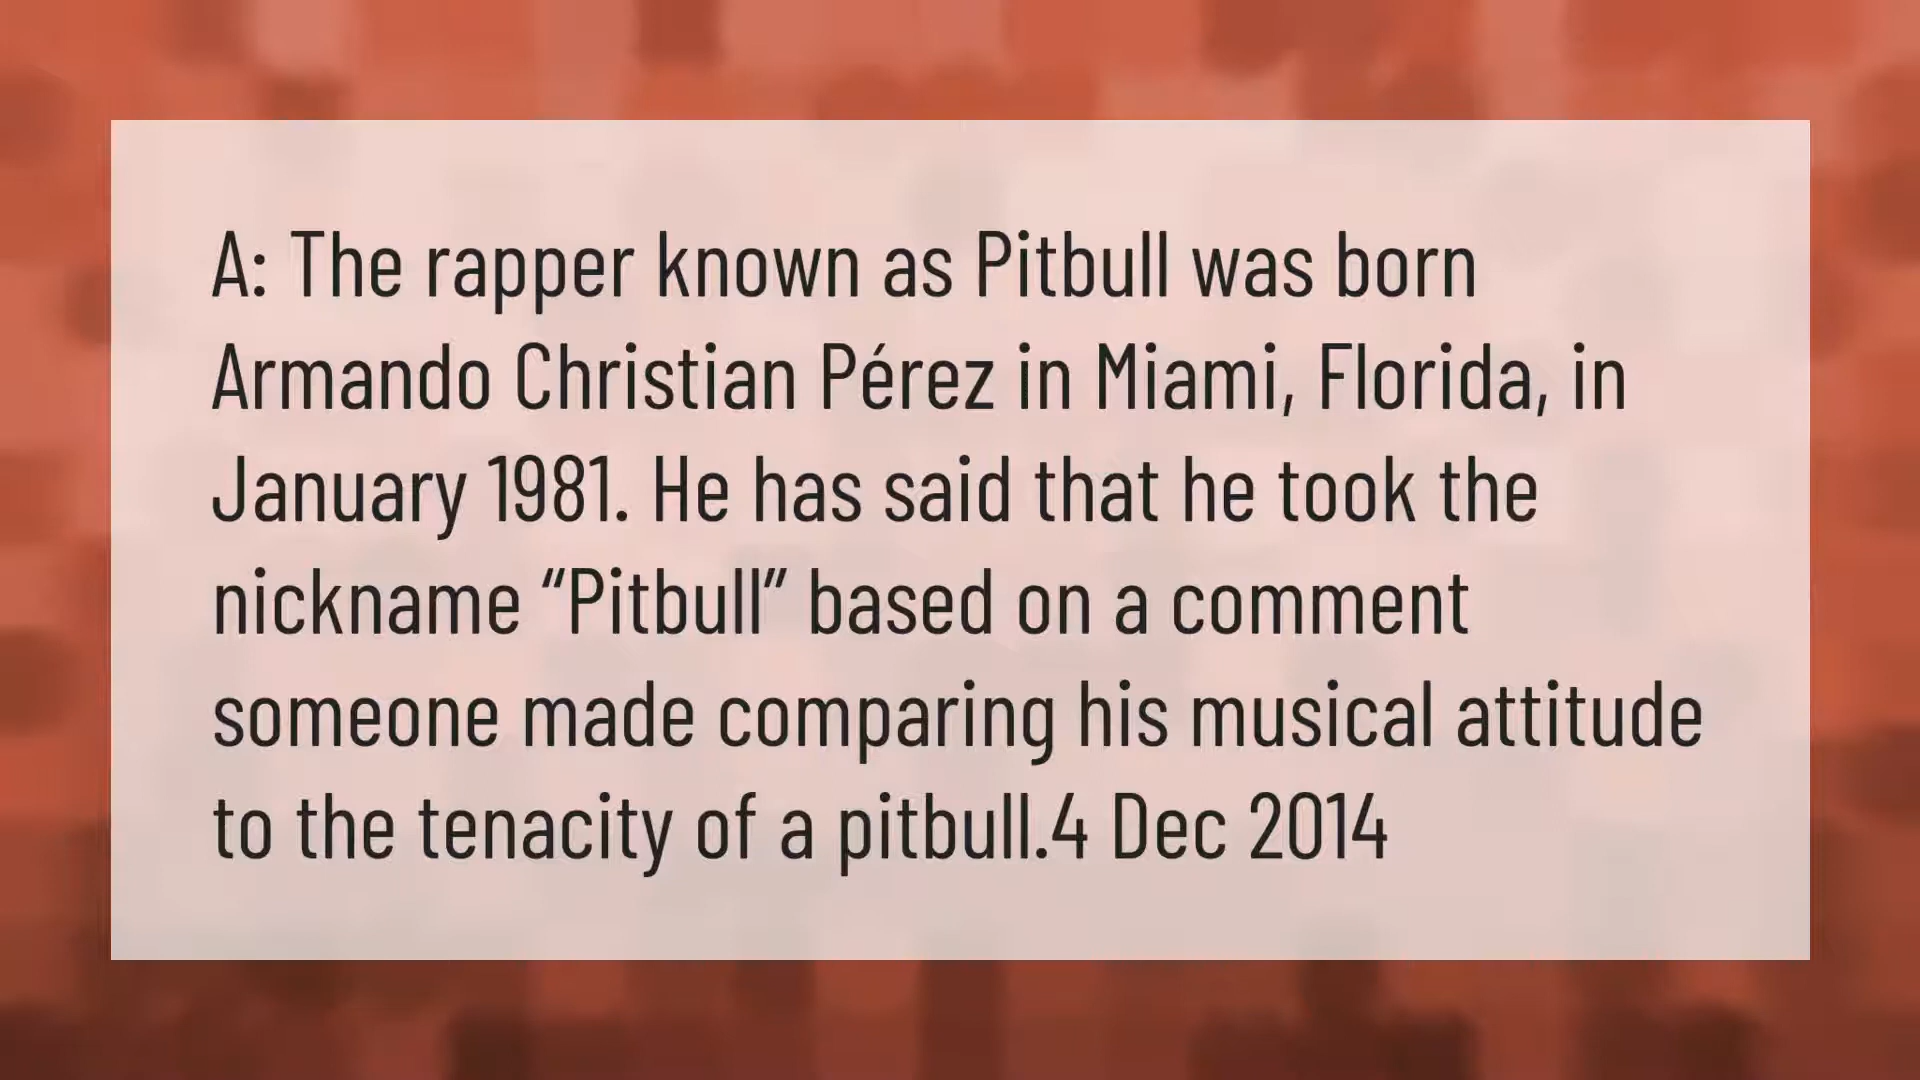 A: The rapper known as Pitbull was born
Armando Christian Pérez in Miami, Florida, in
January 1981. He has said that he took the
nickname “Pitbull” based on a comment
someone made comparing his musical attitude
to the tenacity of a pitbull.4 Dec 2014